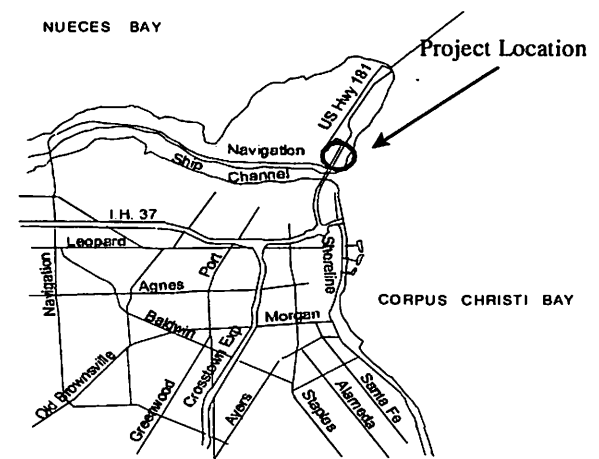 NUECES BAY
Project Location
US Hwy 181
Navigation
Ship Channel
I.H. 37
Leopard
Port
Shoreline
Navigation
Agnes
CORPUS CHRISTI BAY
Baldwin
Morgan
Crosstown Exp
Old Brownsville
Greenwood
Ayers
Staples
Alameda
Santa Fe